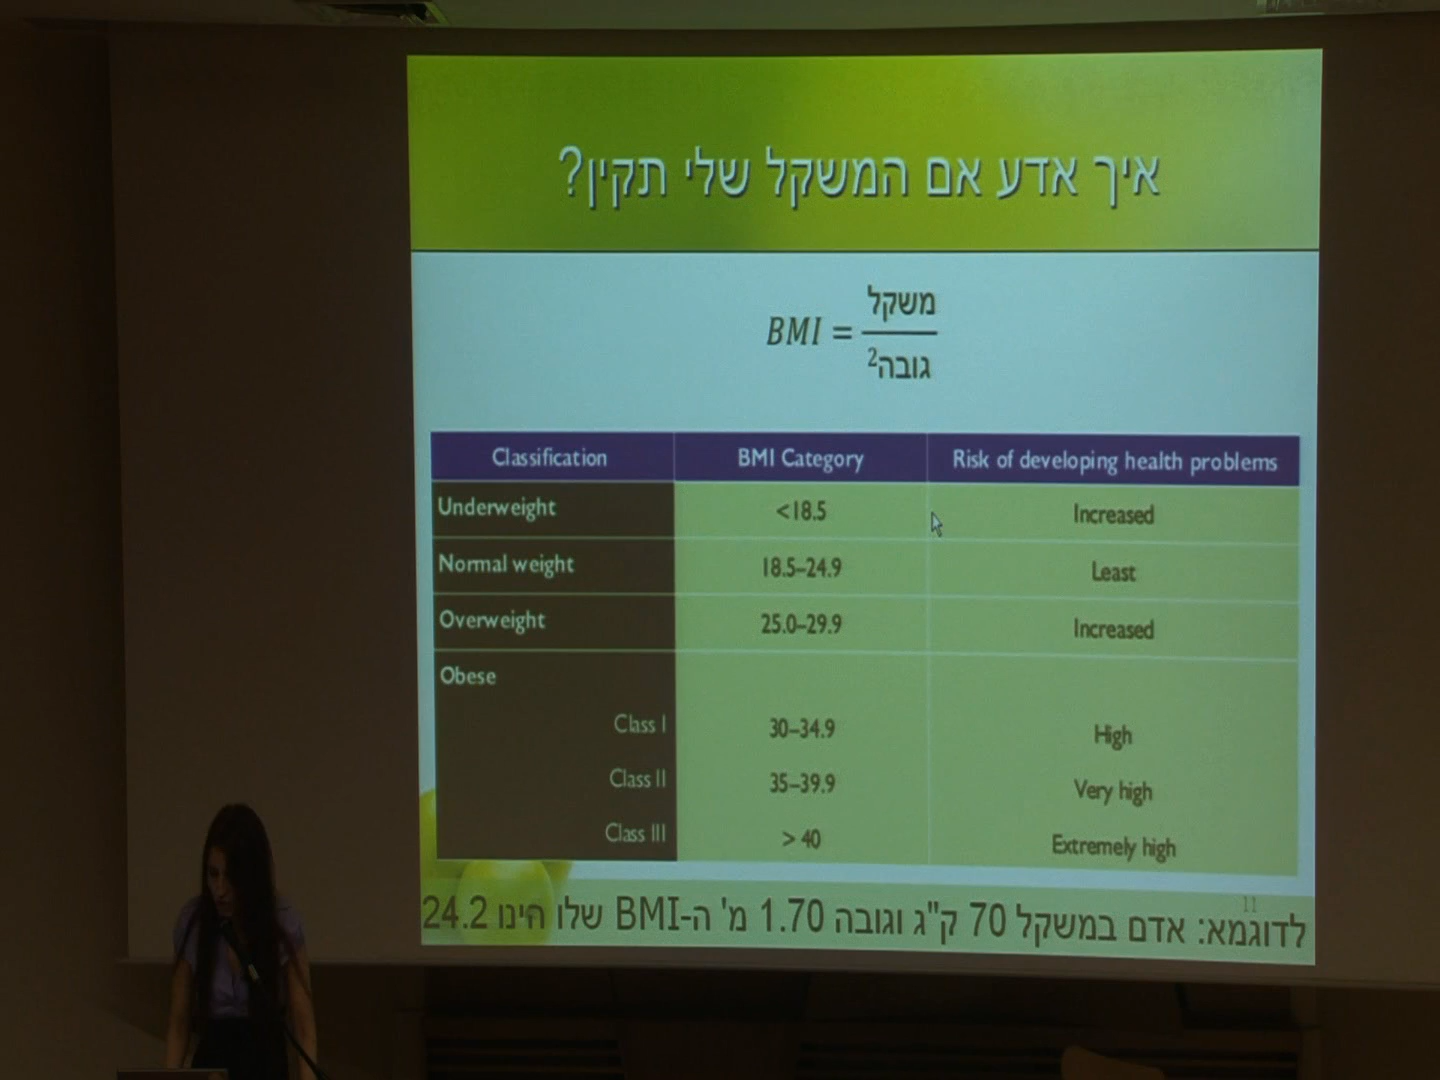 איך אדע אם המשקל שלי תקין?
BMI = משקל / גובה²
Classification BMI Category Risk of developing health problems
Underweight <18.5 Increased
Normal weight 18.5–24.9 Least
Overweight 25.0–29.9 Increased
Obese
Class I 30–34.9 High
Class II 35–39.9 Very high
Class III > 40 Extremely high
11
לדוגמא: אדם במשקל 70 ק"ג וגובה 1.70 מ' ה-BMI שלו הינו 24.2